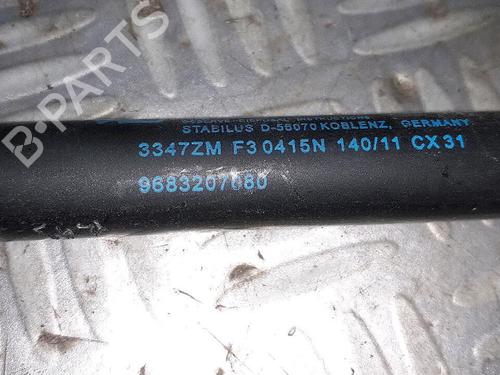 B-PARTS
STABILUS D-56070 KOBLENZ, GERMANY
3347ZM F3 0415N 140/11 CX31
9683207080